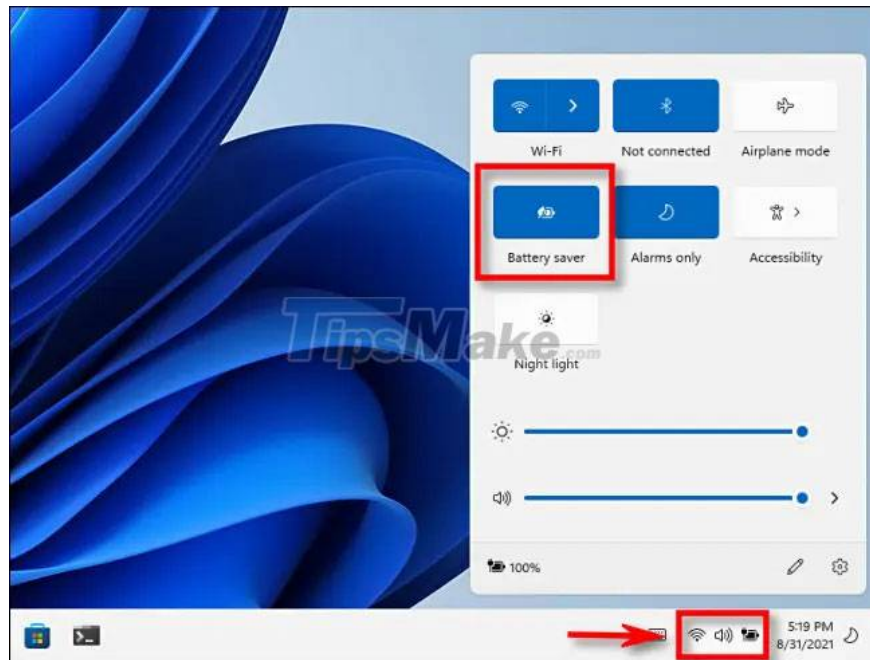 Wi-Fi
Not connected
Airplane mode
Battery saver
Alarms only
Accessibility
TipsMake.com
Night light
100%
5:19 PM
8/31/2021